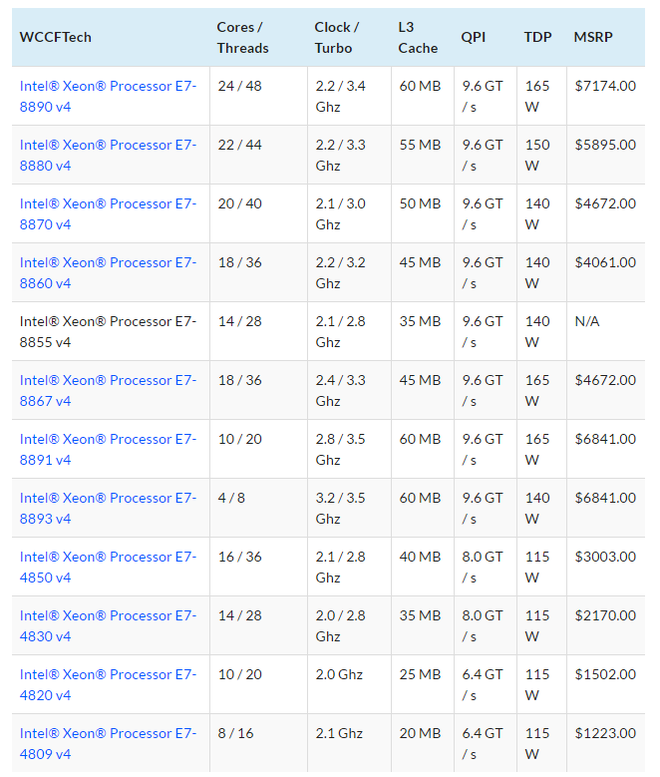 WCCFTech Cores / Threads Clock / Turbo L3 Cache QPI TDP MSRP
Intel® Xeon® Processor E7-8890 v4 24 / 48 2.2 / 3.4 Ghz 60 MB 9.6 GT / s 165 W $7174.00
Intel® Xeon® Processor E7-8880 v4 22 / 44 2.2 / 3.3 Ghz 55 MB 9.6 GT / s 150 W $5895.00
Intel® Xeon® Processor E7-8870 v4 20 / 40 2.1 / 3.0 Ghz 50 MB 9.6 GT / s 140 W $4672.00
Intel® Xeon® Processor E7-8860 v4 18 / 36 2.2 / 3.2 Ghz 45 MB 9.6 GT / s 140 W $4061.00
Intel® Xeon® Processor E7-8855 v4 14 / 28 2.1 / 2.8 Ghz 35 MB 9.6 GT / s 140 W N/A
Intel® Xeon® Processor E7-8867 v4 18 / 36 2.4 / 3.3 Ghz 45 MB 9.6 GT / s 165 W $4672.00
Intel® Xeon® Processor E7-8891 v4 10 / 20 2.8 / 3.5 Ghz 60 MB 9.6 GT / s 165 W $6841.00
Intel® Xeon® Processor E7-8893 v4 4 / 8 3.2 / 3.5 Ghz 60 MB 9.6 GT / s 140 W $6841.00
Intel® Xeon® Processor E7-4850 v4 16 / 36 2.1 / 2.8 Ghz 40 MB 8.0 GT / s 115 W $3003.00
Intel® Xeon® Processor E7-4830 v4 14 / 28 2.0 / 2.8 Ghz 35 MB 8.0 GT / s 115 W $2170.00
Intel® Xeon® Processor E7-4820 v4 10 / 20 2.0 Ghz 25 MB 6.4 GT / s 115 W $1502.00
Intel® Xeon® Processor E7-4809 v4 8 / 16 2.1 Ghz 20 MB 6.4 GT / s 115 W $1223.00